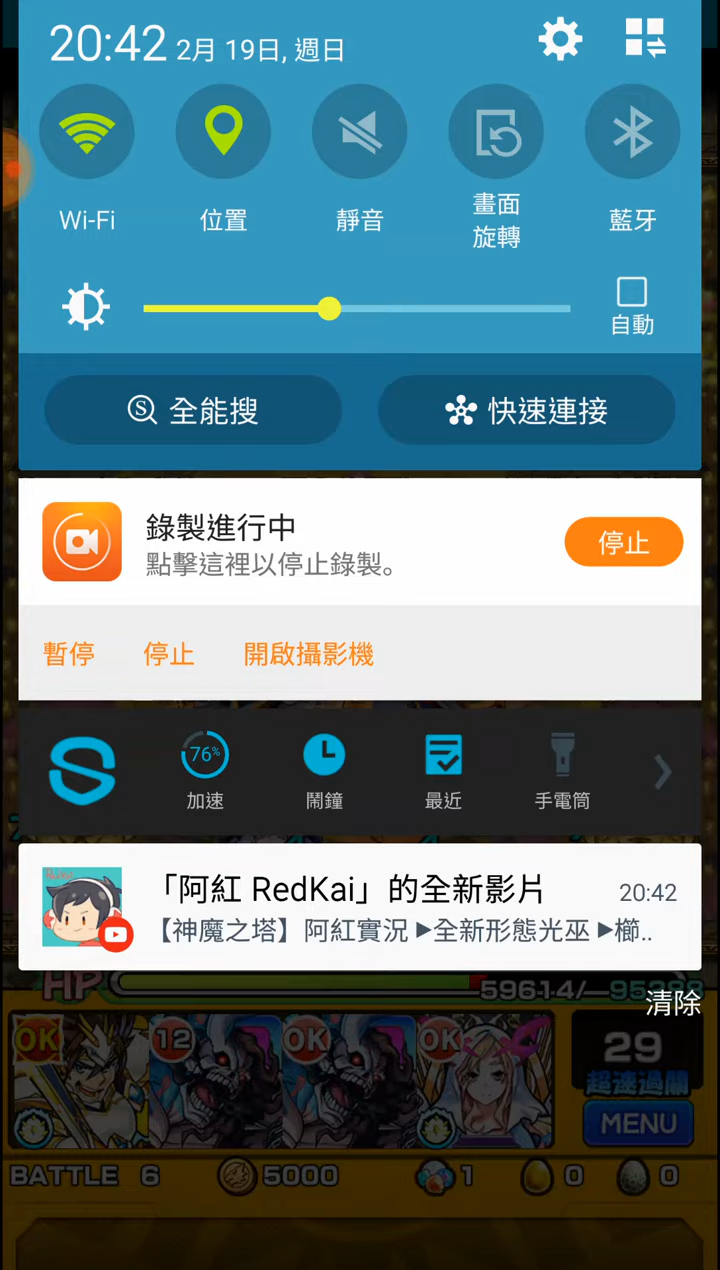 20:42 2月 19日, 週日
Wi-Fi
位置
靜音
畫面
旋轉
藍牙
自動
全能搜
快速連接
錄製進行中
點擊這裡以停止錄製。
停止
暫停
停止
開啟攝影機
76%
加速
鬧鐘
最近
手電筒
「阿紅 RedKai」的全新影片
20:42
【神魔之塔】阿紅實況 ▶全新形態光巫 ▶櫛..
HP
59614/
清除
OK
12
OK
OK
29
超速過關
MENU
BATTLE 6
5000
1
0
0